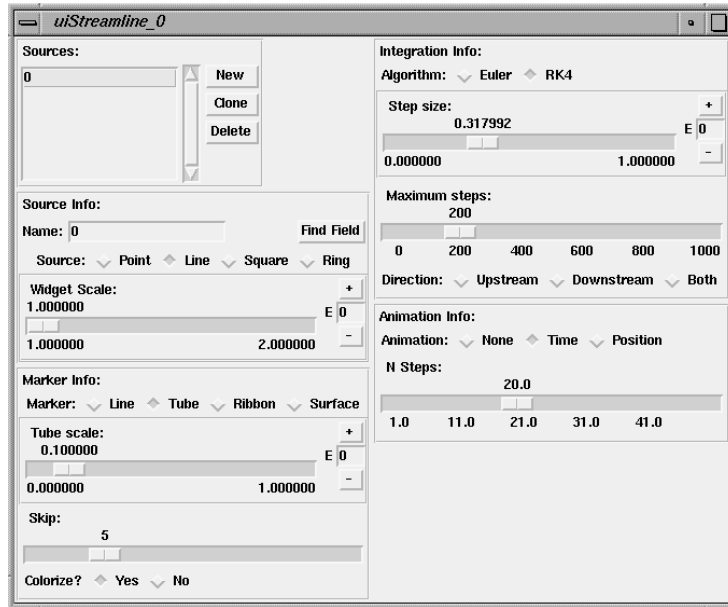 uiStreamline_0
Sources:
0
New
Clone
Delete
Source Info:
Name: 0 Find Field
Source: Point Line Square Ring
Widget Scale:
1.000000
E 0
+
-
1.000000 2.000000
Marker Info:
Marker: Line Tube Ribbon Surface
Tube scale:
0.100000
E 0
+
-
0.000000 1.000000
Skip:
5
Colorize? Yes No
Integration Info:
Algorithm: Euler RK4
Step size:
0.317992
E 0
+
-
0.000000 1.000000
Maximum steps:
200
0 200 400 600 800 1000
Direction: Upstream Downstream Both
Animation Info:
Animation: None Time Position
N Steps:
20.0
1.0 11.0 21.0 31.0 41.0